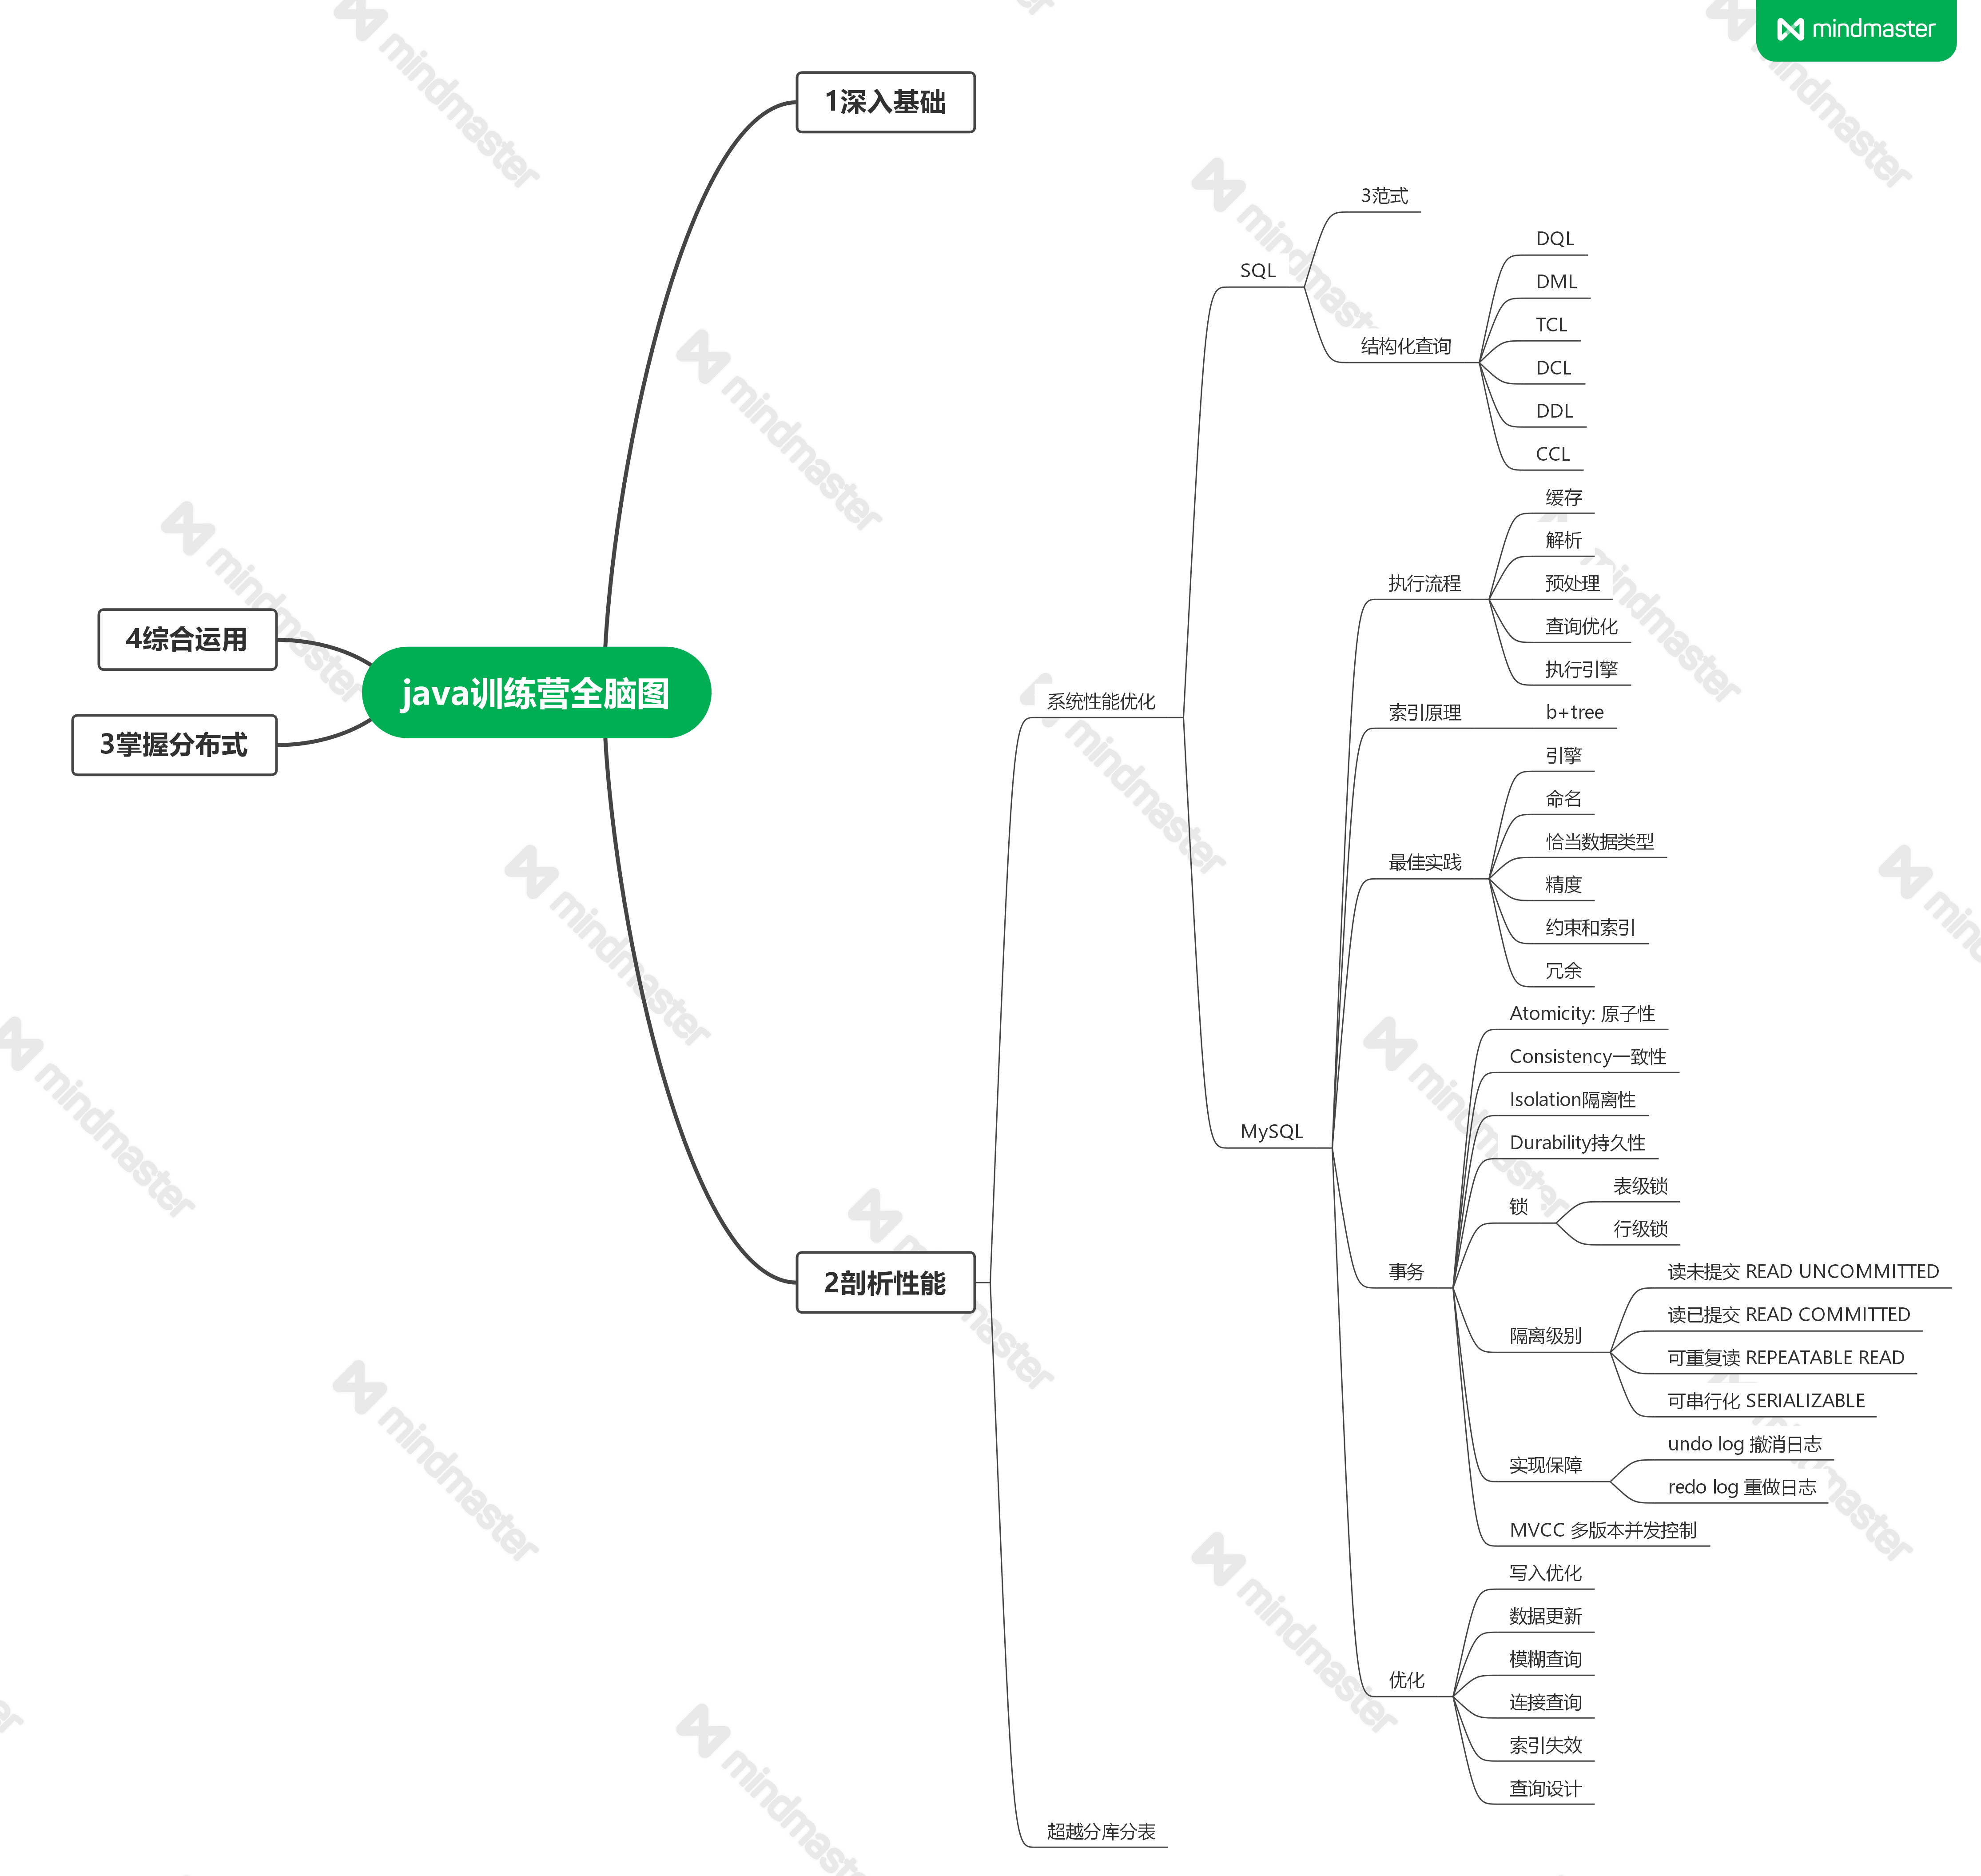 mindmaster
java训练营全脑图
1深入基础
2剖析性能
系统性能优化
SQL
3范式
结构化查询
DQL
DML
TCL
DCL
DDL
CCL
MySQL
执行流程
缓存
解析
预处理
查询优化
执行引擎
索引原理
b+tree
最佳实践
引擎
命名
恰当数据类型
精度
约束和索引
冗余
事务
Atomicity: 原子性
Consistency一致性
Isolation隔离性
Durability持久性
锁
表级锁
行级锁
隔离级别
读未提交 READ UNCOMMITTED
读已提交 READ COMMITTED
可重复读 REPEATABLE READ
可串行化 SERIALIZABLE
实现保障
undo log 撤消日志
redo log 重做日志
MVCC 多版本并发控制
优化
写入优化
数据更新
模糊查询
连接查询
索引失效
查询设计
超越分库分表
3掌握分布式
4综合运用